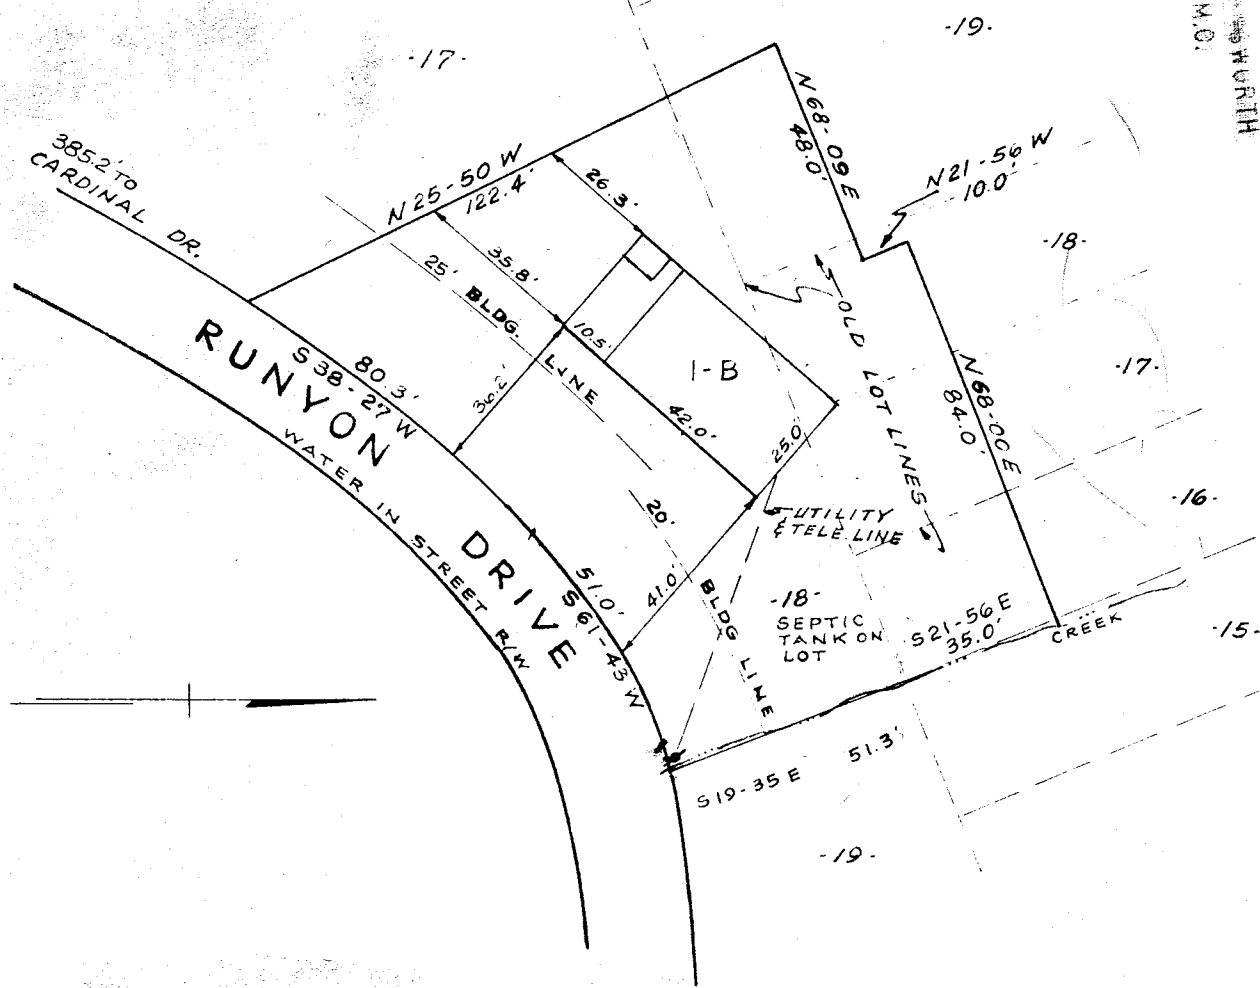 -17-
-19-
WORTH
M.C.
385.2' TO
CARDINAL DR.
N 25-50 W
122.4'
26.3'
N 68-09 E
48.0'
N 21-56 W
10.0'
-18-
35.8'
25' BLDG. LINE
10.5'
36.2'
1-B
42.0'
25.0'
OLD LOT LINES
N 68-00 E
84.0'
-17-
-16-
80.3'
S 38-27 W
RUNYON
DRIVE
WATER IN STREET R/W
20' BLDG LINE
UTILITY
& TELE. LINE
51.0'
S 61-43 W
41.0'
-18-
SEPTIC
TANK ON
LOT
S 21-56 E
35.0'
CREEK
-15-
S 19-35 E 51.3'
-19-